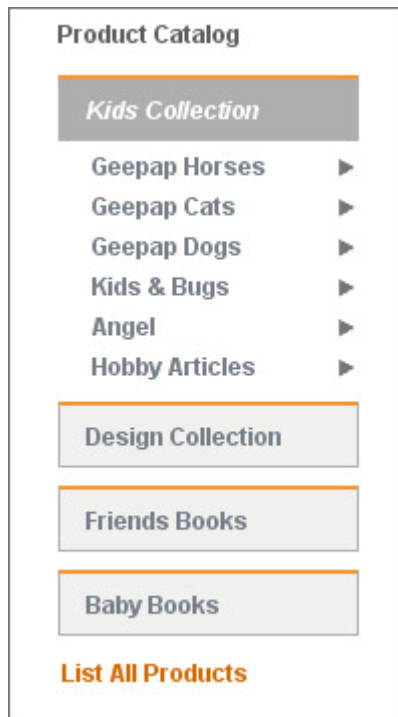 Product Catalog
Kids Collection
Geepap Horses
Geepap Cats
Geepap Dogs
Kids & Bugs
Angel
Hobby Articles
Design Collection
Friends Books
Baby Books
List All Products